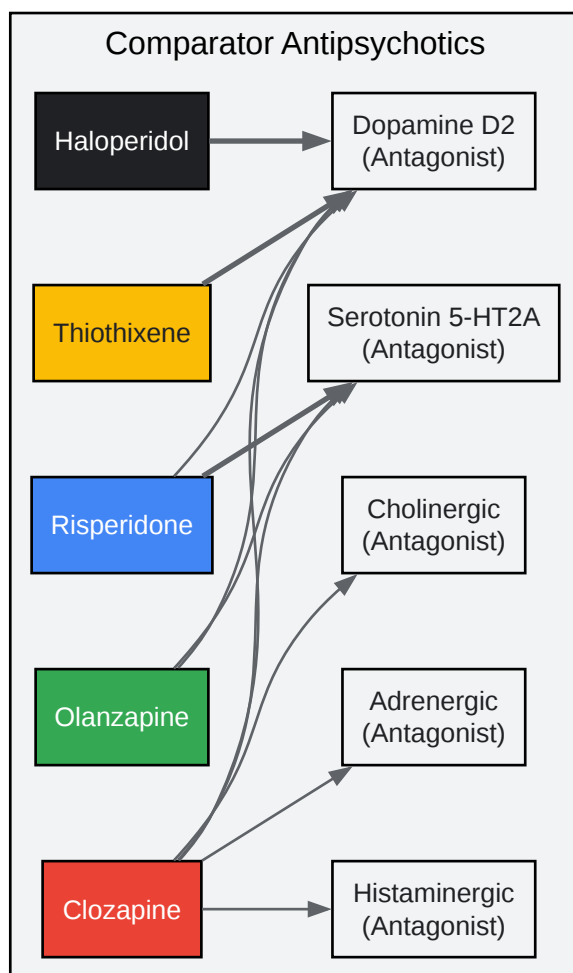 Comparator Antipsychotics
Haloperidol
Dopamine D2
(Antagonist)
Thiothixene
Serotonin 5-HT2A
(Antagonist)
Risperidone
Cholinergic
(Antagonist)
Olanzapine
Adrenergic
(Antagonist)
Clozapine
Histaminergic
(Antagonist)